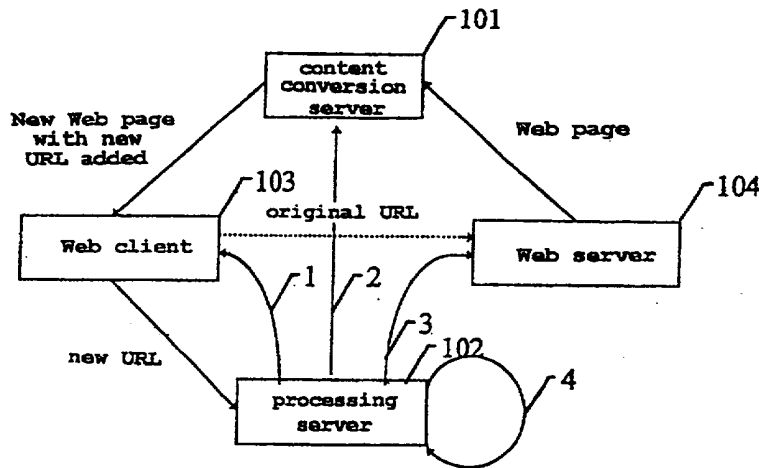 101
content
conversion
server
New Web page
with new
URL added
Web page
103
104
original URL
Web client
Web server
1
2
3
new URL
102
processing
server
4